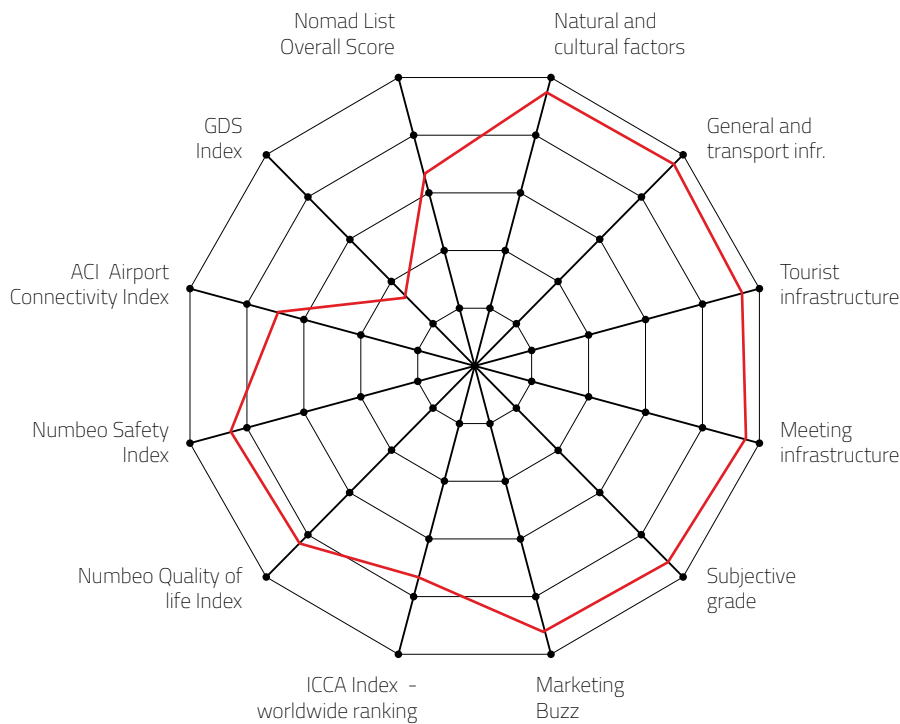 Nomad List
Overall Score
Natural and
cultural factors
GDS
Index
General and
transport infr.
ACI Airport
Connectivity Index
Tourist
infrastructure
Numbeo Safety
Index
Meeting
infrastructure
Numbeo Quality of
life Index
Subjective
grade
ICCA Index -
worldwide ranking
Marketing
Buzz